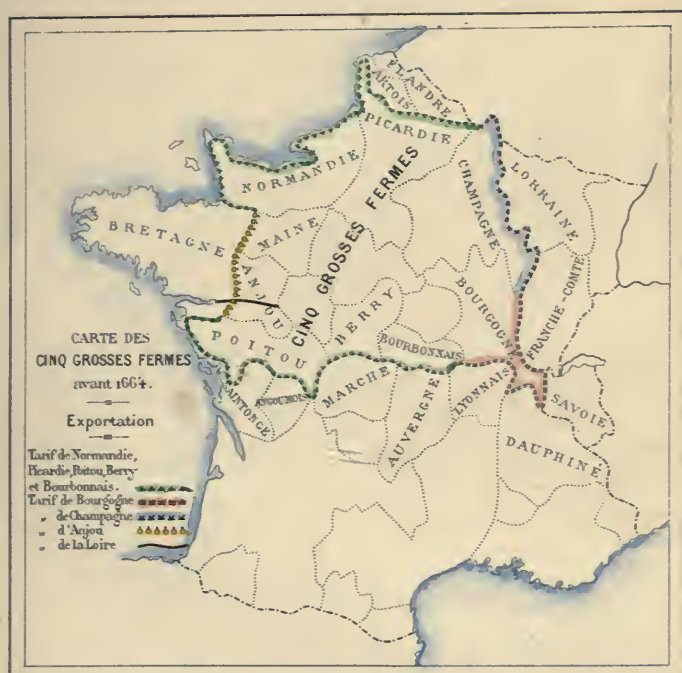 FLANDRE
ARTOIS
PICARDIE
NORMANDIE
LORRAINE
CHAMPAGNE
CINQ GROSSES FERMES
BRETAGNE
MAINE
ANJOU
BERRY
BOURGOGNE
FRANCHE-COMTÉ
POITOU
BOURBONNAIS
SAINTONGE
ANGOUMOIS
MARCHE
AUVERGNE
LYONNAIS
SAVOIE
DAUPHINÉ
CARTE DES
CINQ GROSSES FERMES
avant 1664.
Exportation
Tarif de Normandie,
Picardie, Poitou, Berry
et Bourbonnais.
Tarif de Bourgogne
„ de Champagne
„ d'Anjou
„ de la Loire